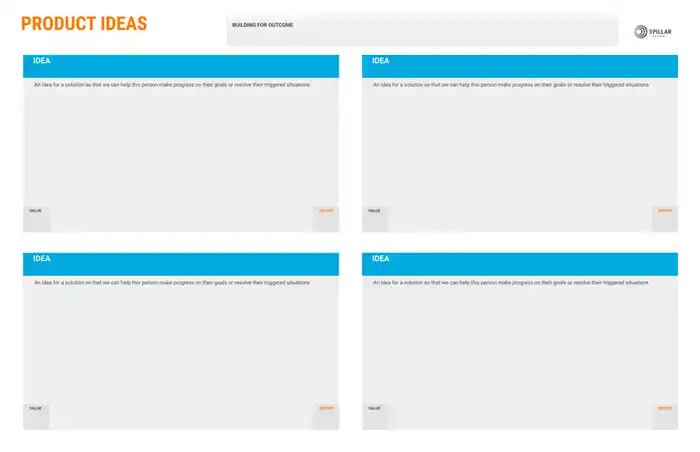 PRODUCT IDEAS
BUILDING FOR OUTCOME:
3PILLAR
IDEA
An idea for a solution so that we can help this person make progress on their goals or resolve their triggered situations.
VALUE
EFFORT
IDEA
An idea for a solution so that we can help this person make progress on their goals or resolve their triggered situations
VALUE
EFFORT
IDEA
An idea for a solution so that we can help this person make progress on their goals or resolve their triggered situations
VALUE
EFFORT
IDEA
An idea for a solution so that we can help this person make progress on their goals or resolve their triggered situations
VALUE
EFFORT